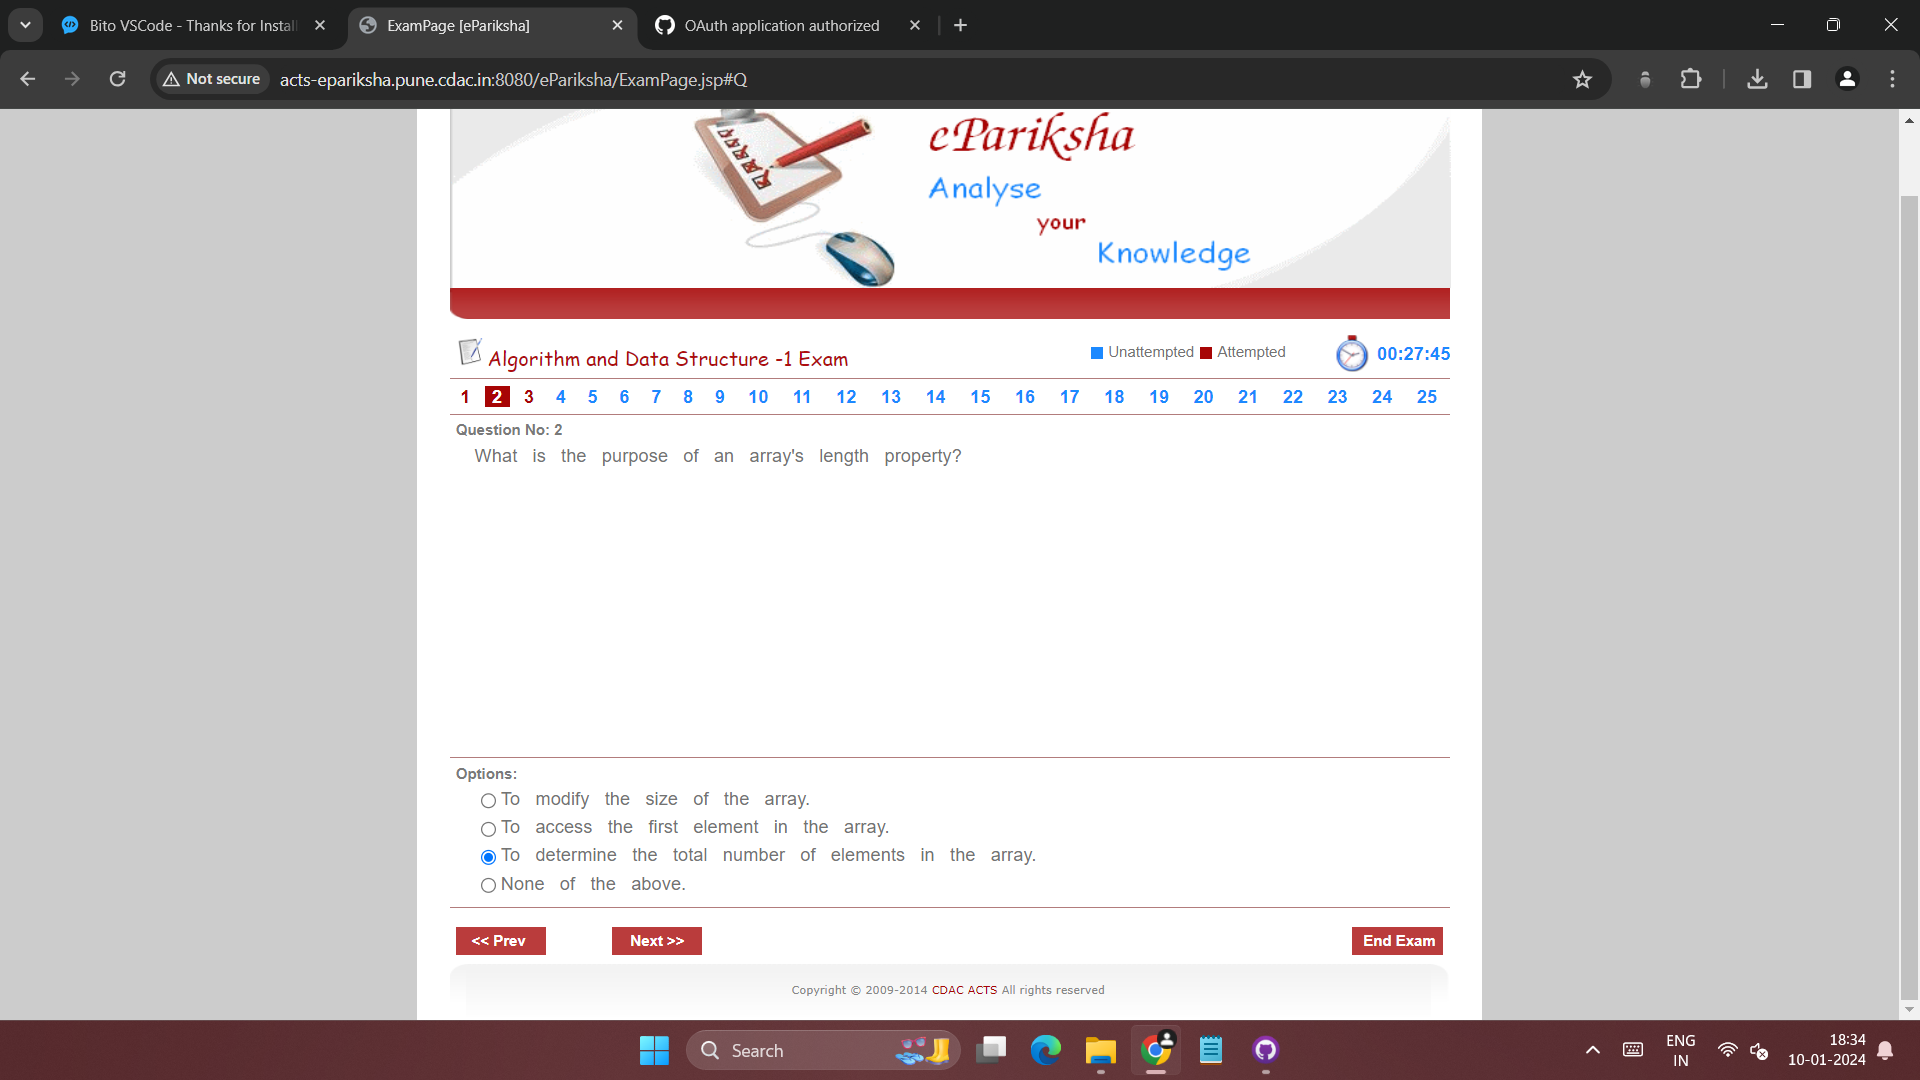 Bito VSCode - Thanks for Instal
ExamPage [ePariksha]
OAuth application authorized
Not secure
acts-epariksha.pune.cdac.in:8080/ePariksha/ExamPage.jsp#Q
ePariksha
Analyse
your
Knowledge
Algorithm and Data Structure -1 Exam
Unattempted Attempted
00:27:45
1 2 3 4 5 6 7 8 9 10 11 12 13 14 15 16 17 18 19 20 21 22 23 24 25
Question No: 2
What is the purpose of an array's length property?
Options:
To modify the size of the array.
To access the first element in the array.
To determine the total number of elements in the array.
None of the above.
<< Prev
Next >>
End Exam
Copyright © 2009-2014 CDAC ACTS All rights reserved
Search
ENG
IN
18:34
10-01-2024